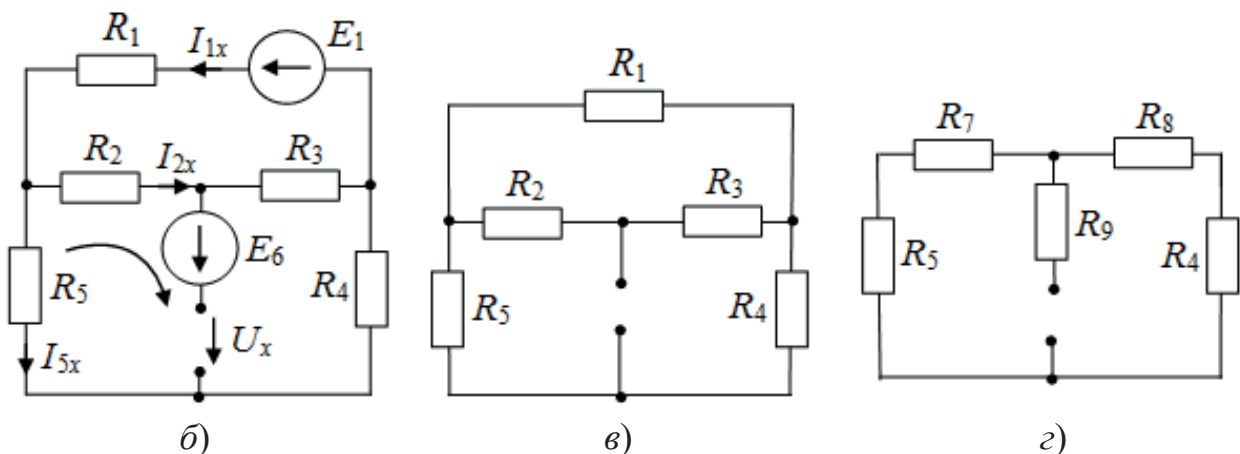 R1 I1x E1
R2 I2x R3
E6
R5 R4
Ux
I5x
б)
R1
R2 R3
R5 R4
в)
R7 R8
R9
R5 R4
г)